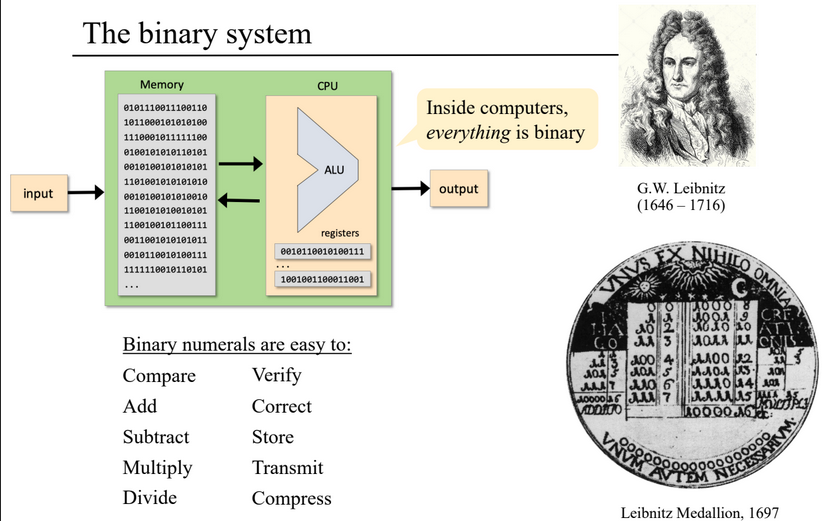 The binary system
Memory
CPU
0101110011100110
1011000101010100
1110001011111100
0100101010110101
0010100101010101
1101001010101010
0010100101010010
1100101010010101
1100100101100111
0011001010101011
0010110010100111
1111110010110101
...
ALU
registers
0010110010100111
...
1001001100011001
input
output
Inside computers,
everything is binary
G.W. Leibnitz
(1646 – 1716)
Binary numerals are easy to:
Compare
Add
Subtract
Multiply
Divide
Verify
Correct
Store
Transmit
Compress
VNVS EX NIHILO OMNIA
VNVM AVTEM NECESSARIVM.
Leibnitz Medallion, 1697